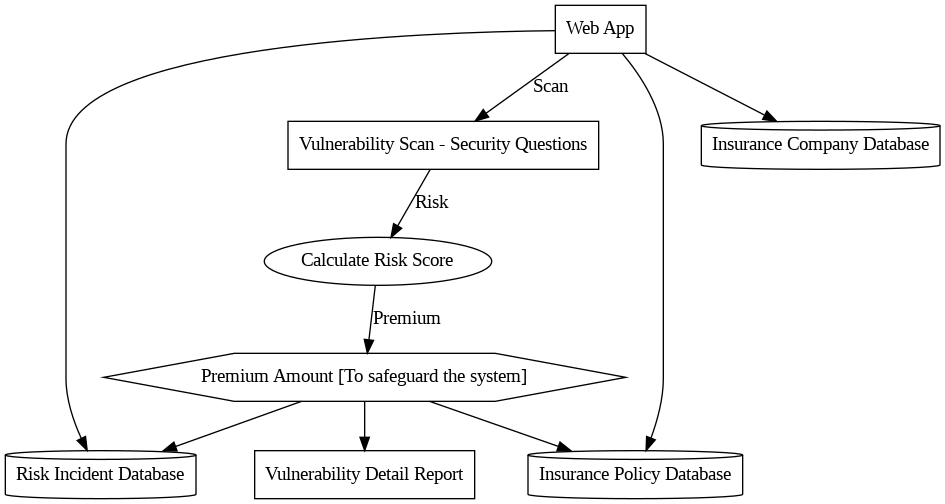 Web App
Scan
Vulnerability Scan - Security Questions
Insurance Company Database
Risk
Calculate Risk Score
Premium
Premium Amount [To safeguard the system]
Risk Incident Database
Vulnerability Detail Report
Insurance Policy Database